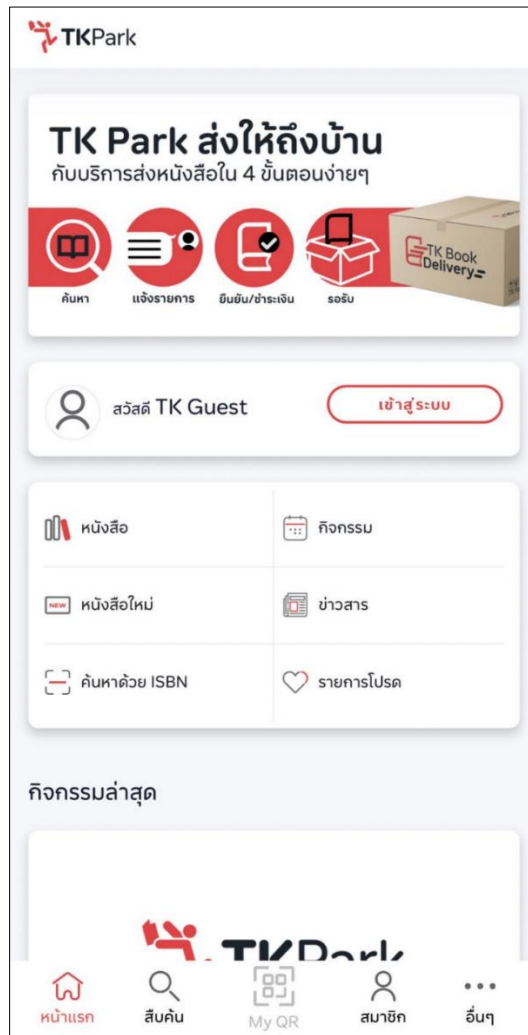 TKPark
TK Park ส่งให้ถึงบ้าน
กับบริการส่งหนังสือใน 4 ขั้นตอนง่ายๆ
TK Book
Delivery
ค้นหา แจ้งรายการ ยืนยัน/ชำระเงิน รอรับ
สวัสดี TK Guest เข้าสู่ระบบ
หนังสือ กิจกรรม
NEW หนังสือใหม่ ข่าวสาร
ค้นหาด้วย ISBN รายการโปรด
กิจกรรมล่าสุด
TKPark
หน้าแรก สืบค้น My QR สมาชิก อื่นๆ